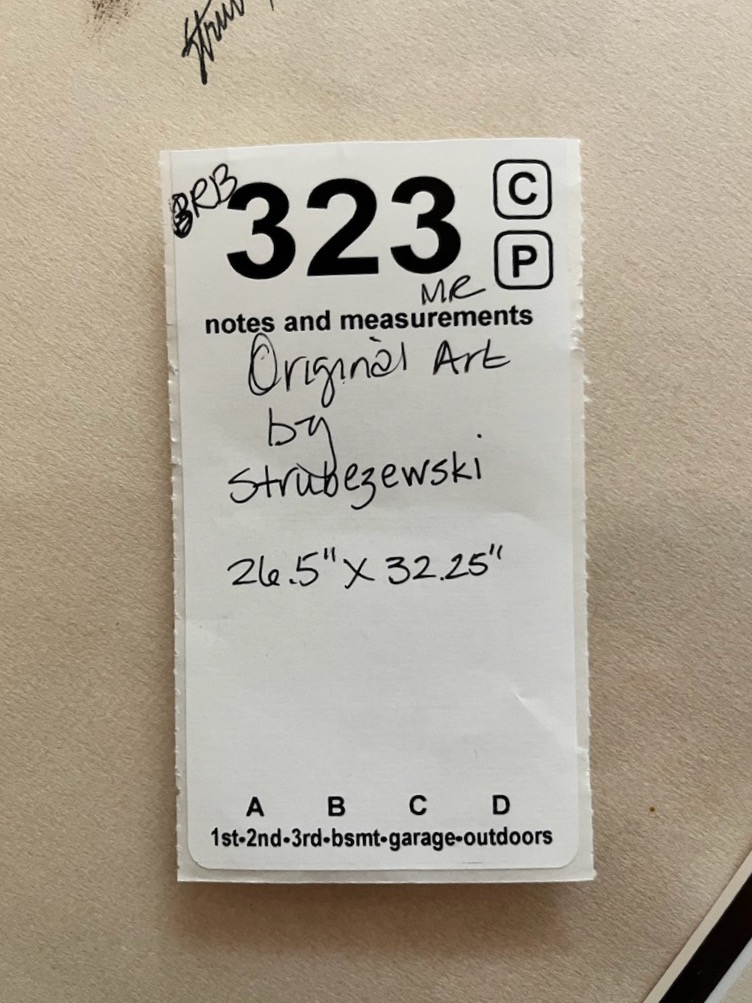 BRB
323
C
P
MR
notes and measurements
Original Art
by
Strubezewski
26.5" X 32.25"
A B C D
1st•2nd•3rd•bsmt•garage•outdoors